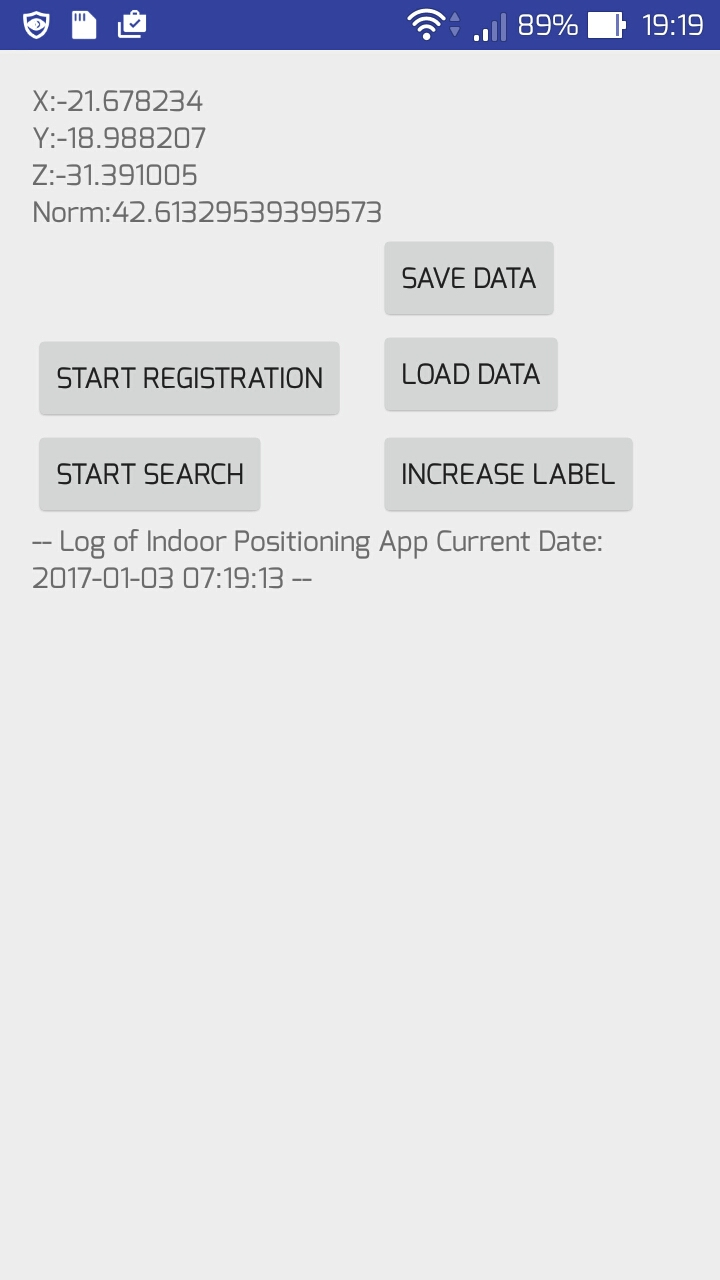 89% 19:19
X:-21.678234
Y:-18.988207
Z:-31.391005
Norm:42.61329539399573
SAVE DATA
START REGISTRATION
LOAD DATA
START SEARCH
INCREASE LABEL
-- Log of Indoor Positioning App Current Date:
2017-01-03 07:19:13 --